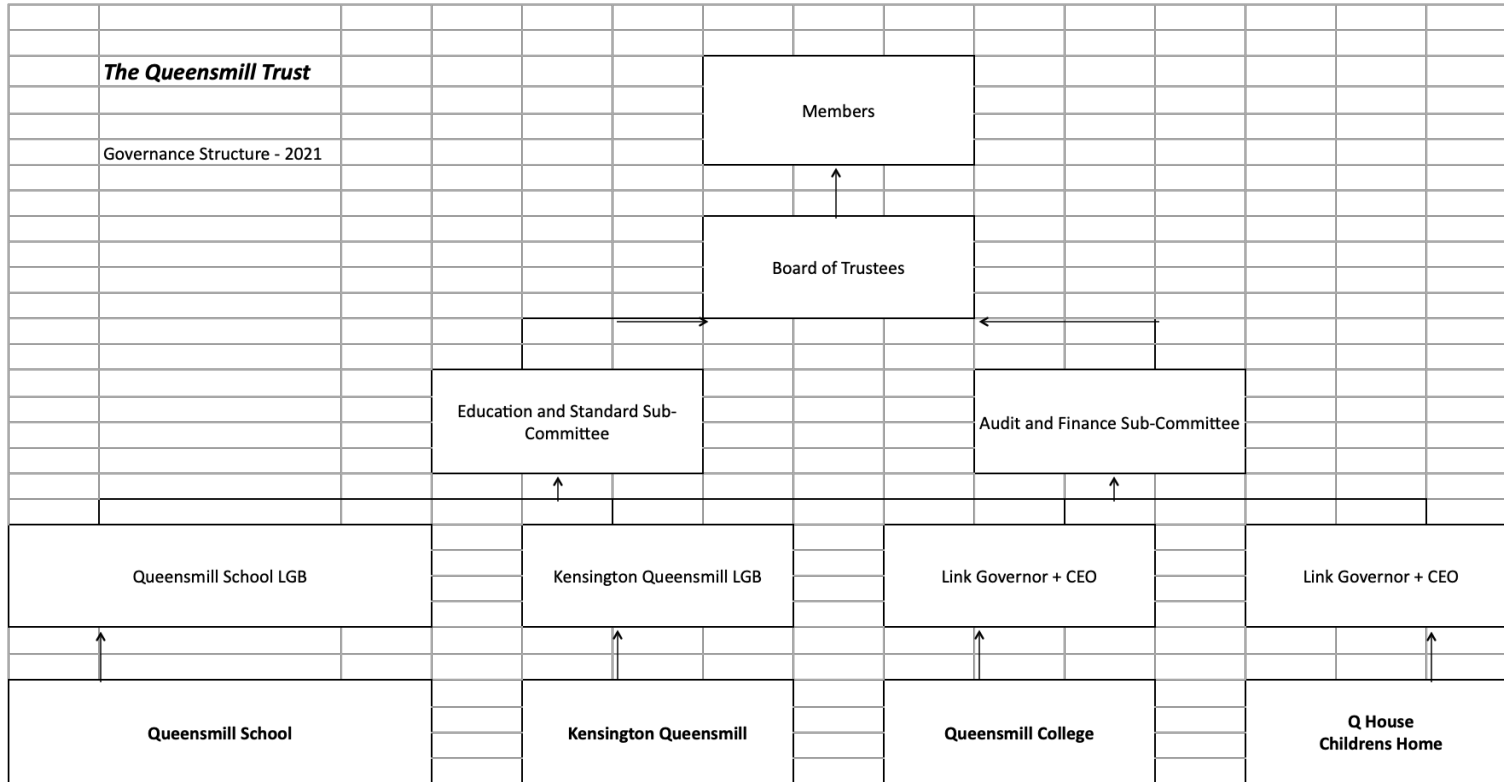 The Queensmill Trust
Members
Governance Structure - 2021
Board of Trustees
Education and Standard Sub-
Committee
Audit and Finance Sub-Committee
Queensmill School LGB
Kensington Queensmill LGB
Link Governor + CEO
Link Governor + CEO
Queensmill School
Kensington Queensmill
Queensmill College
Q House
Childrens Home